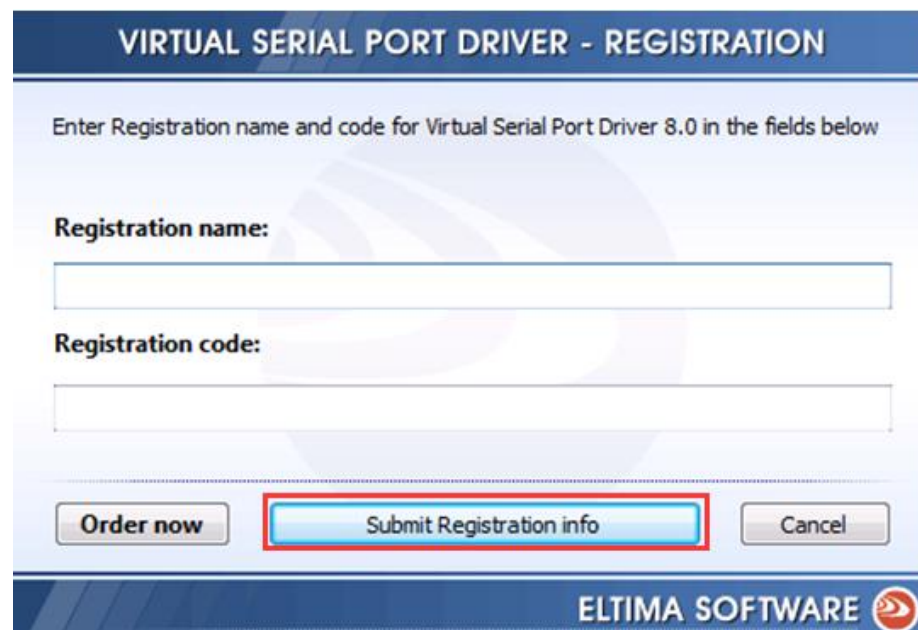 VIRTUAL SERIAL PORT DRIVER - REGISTRATION
Enter Registration name and code for Virtual Serial Port Driver 8.0 in the fields below
Registration name:
Registration code:
Order now
Submit Registration info
Cancel
ELTIMA SOFTWARE